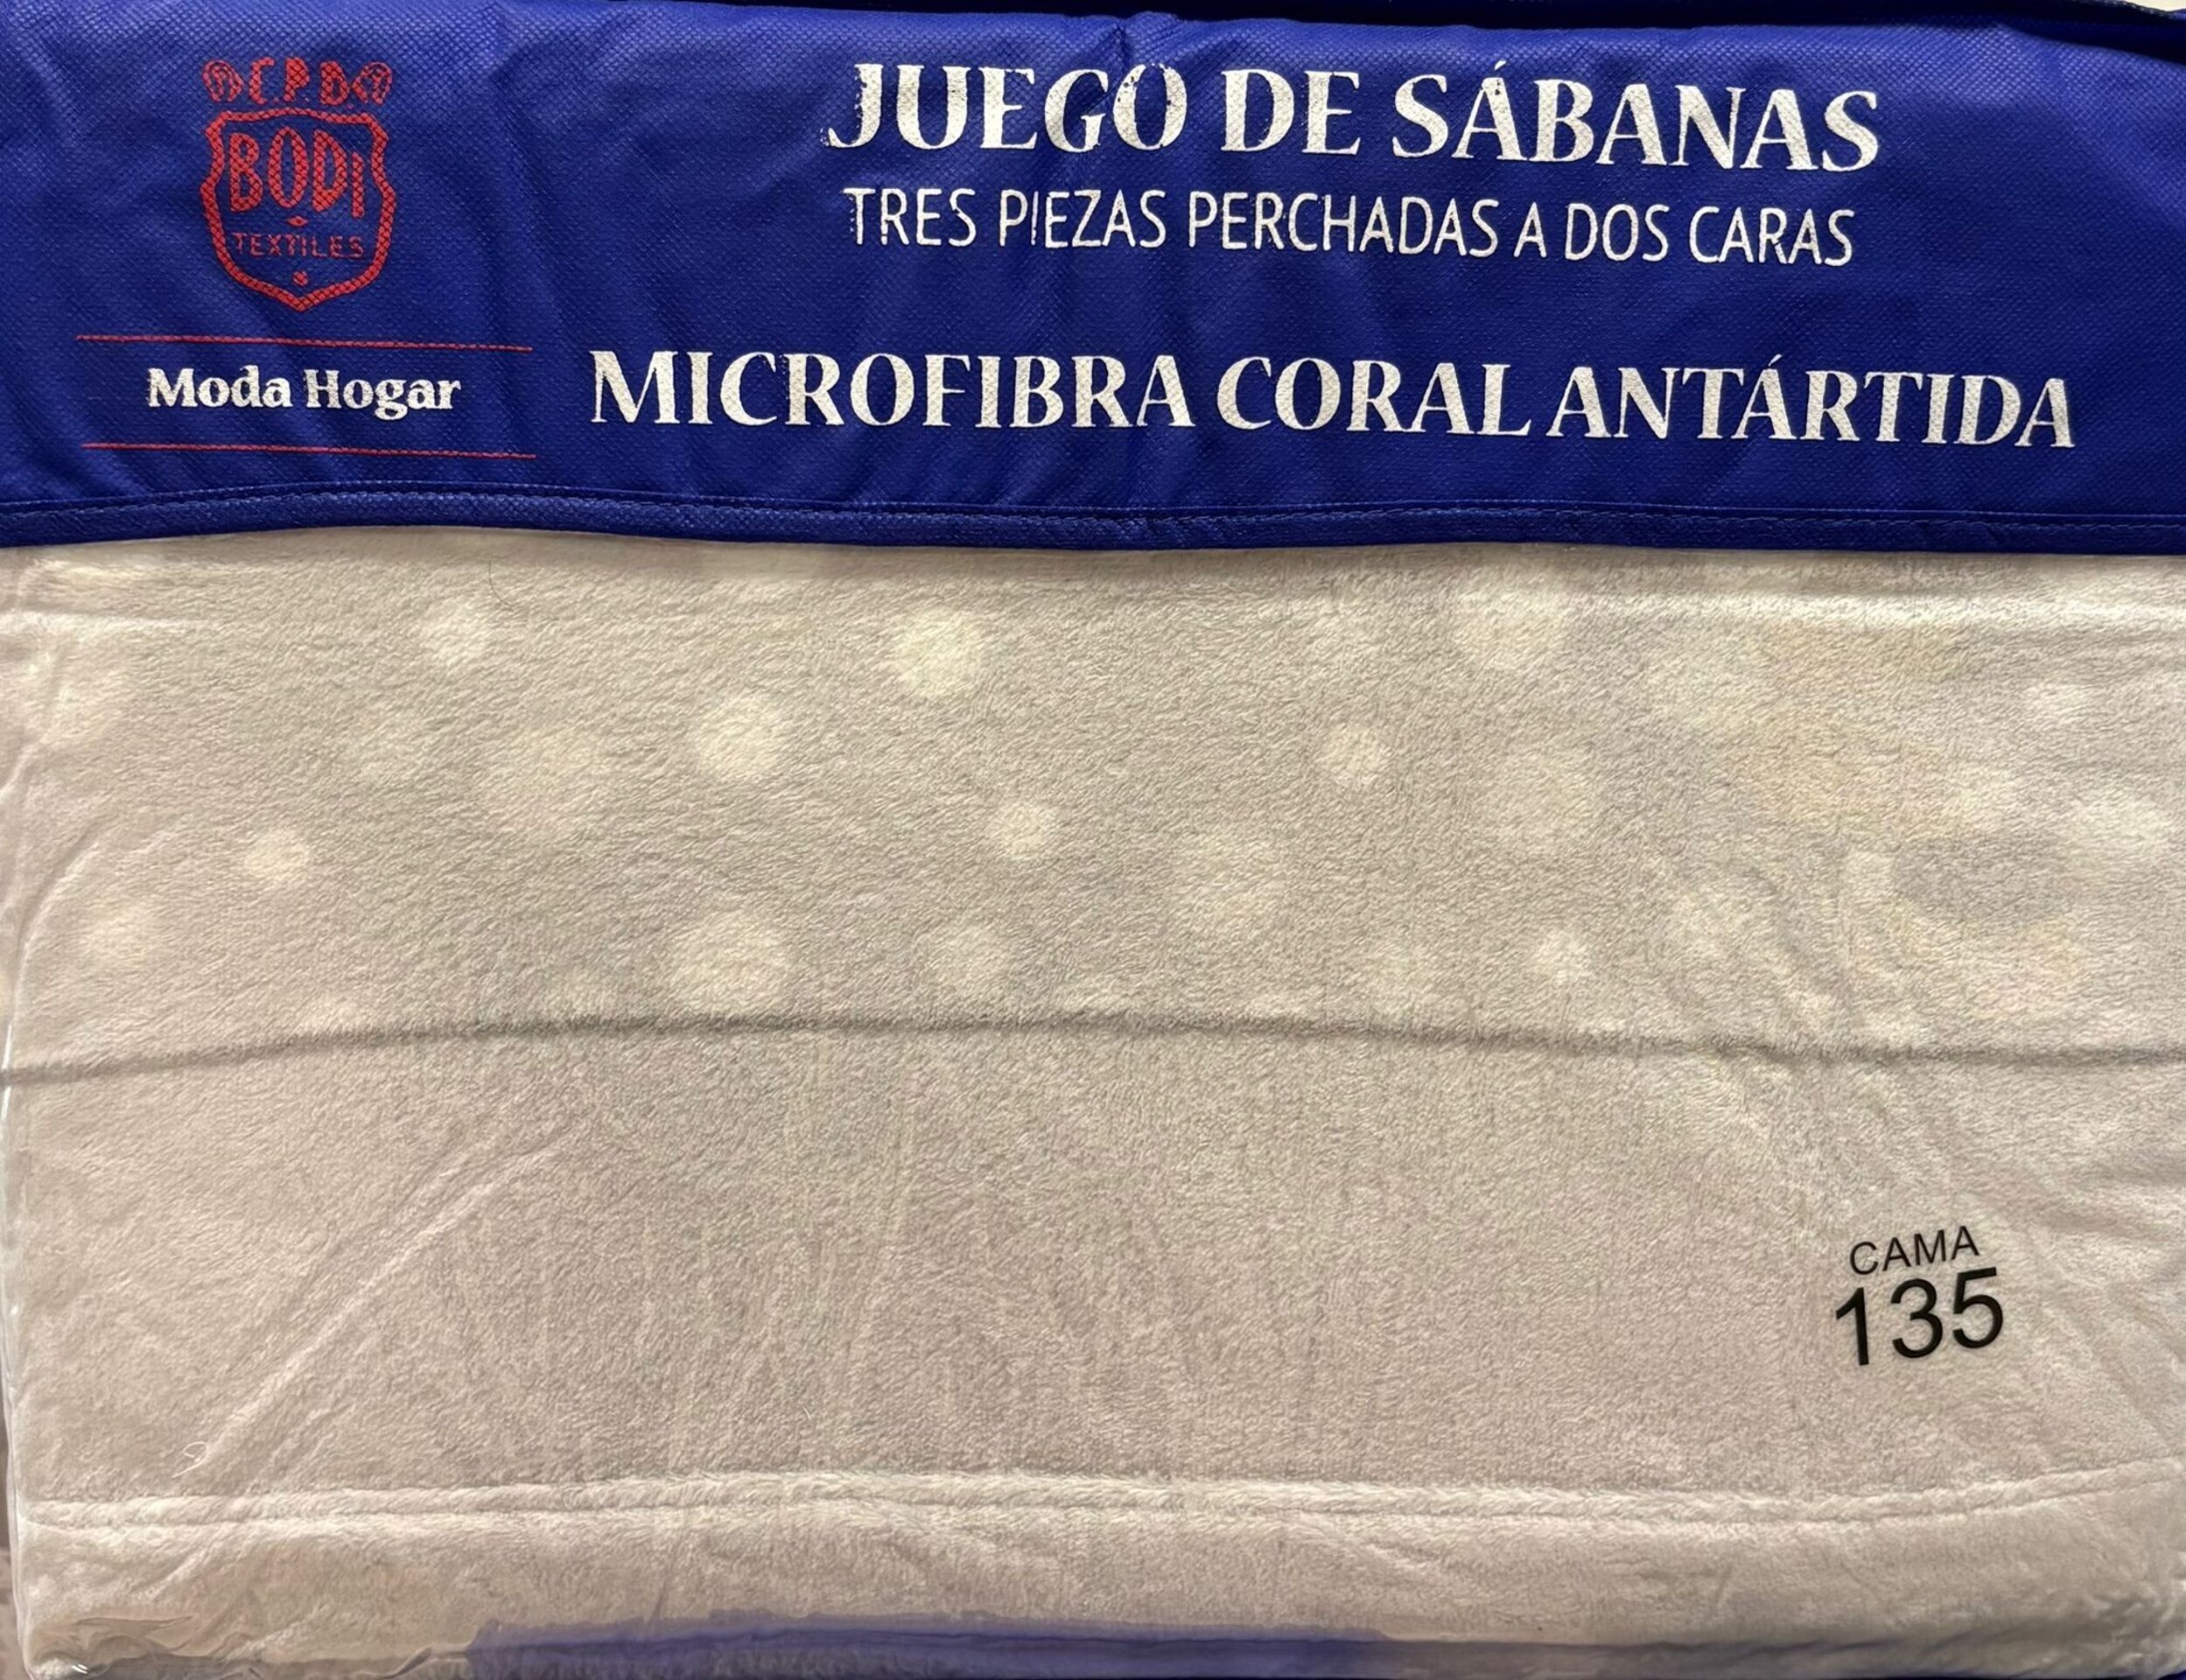 C.P.B.
BODI
TEXTILES
Moda Hogar
JUEGO DE SÁBANAS
TRES PIEZAS PERCHADAS A DOS CARAS
MICROFIBRA CORAL ANTÁRTIDA
CAMA
135